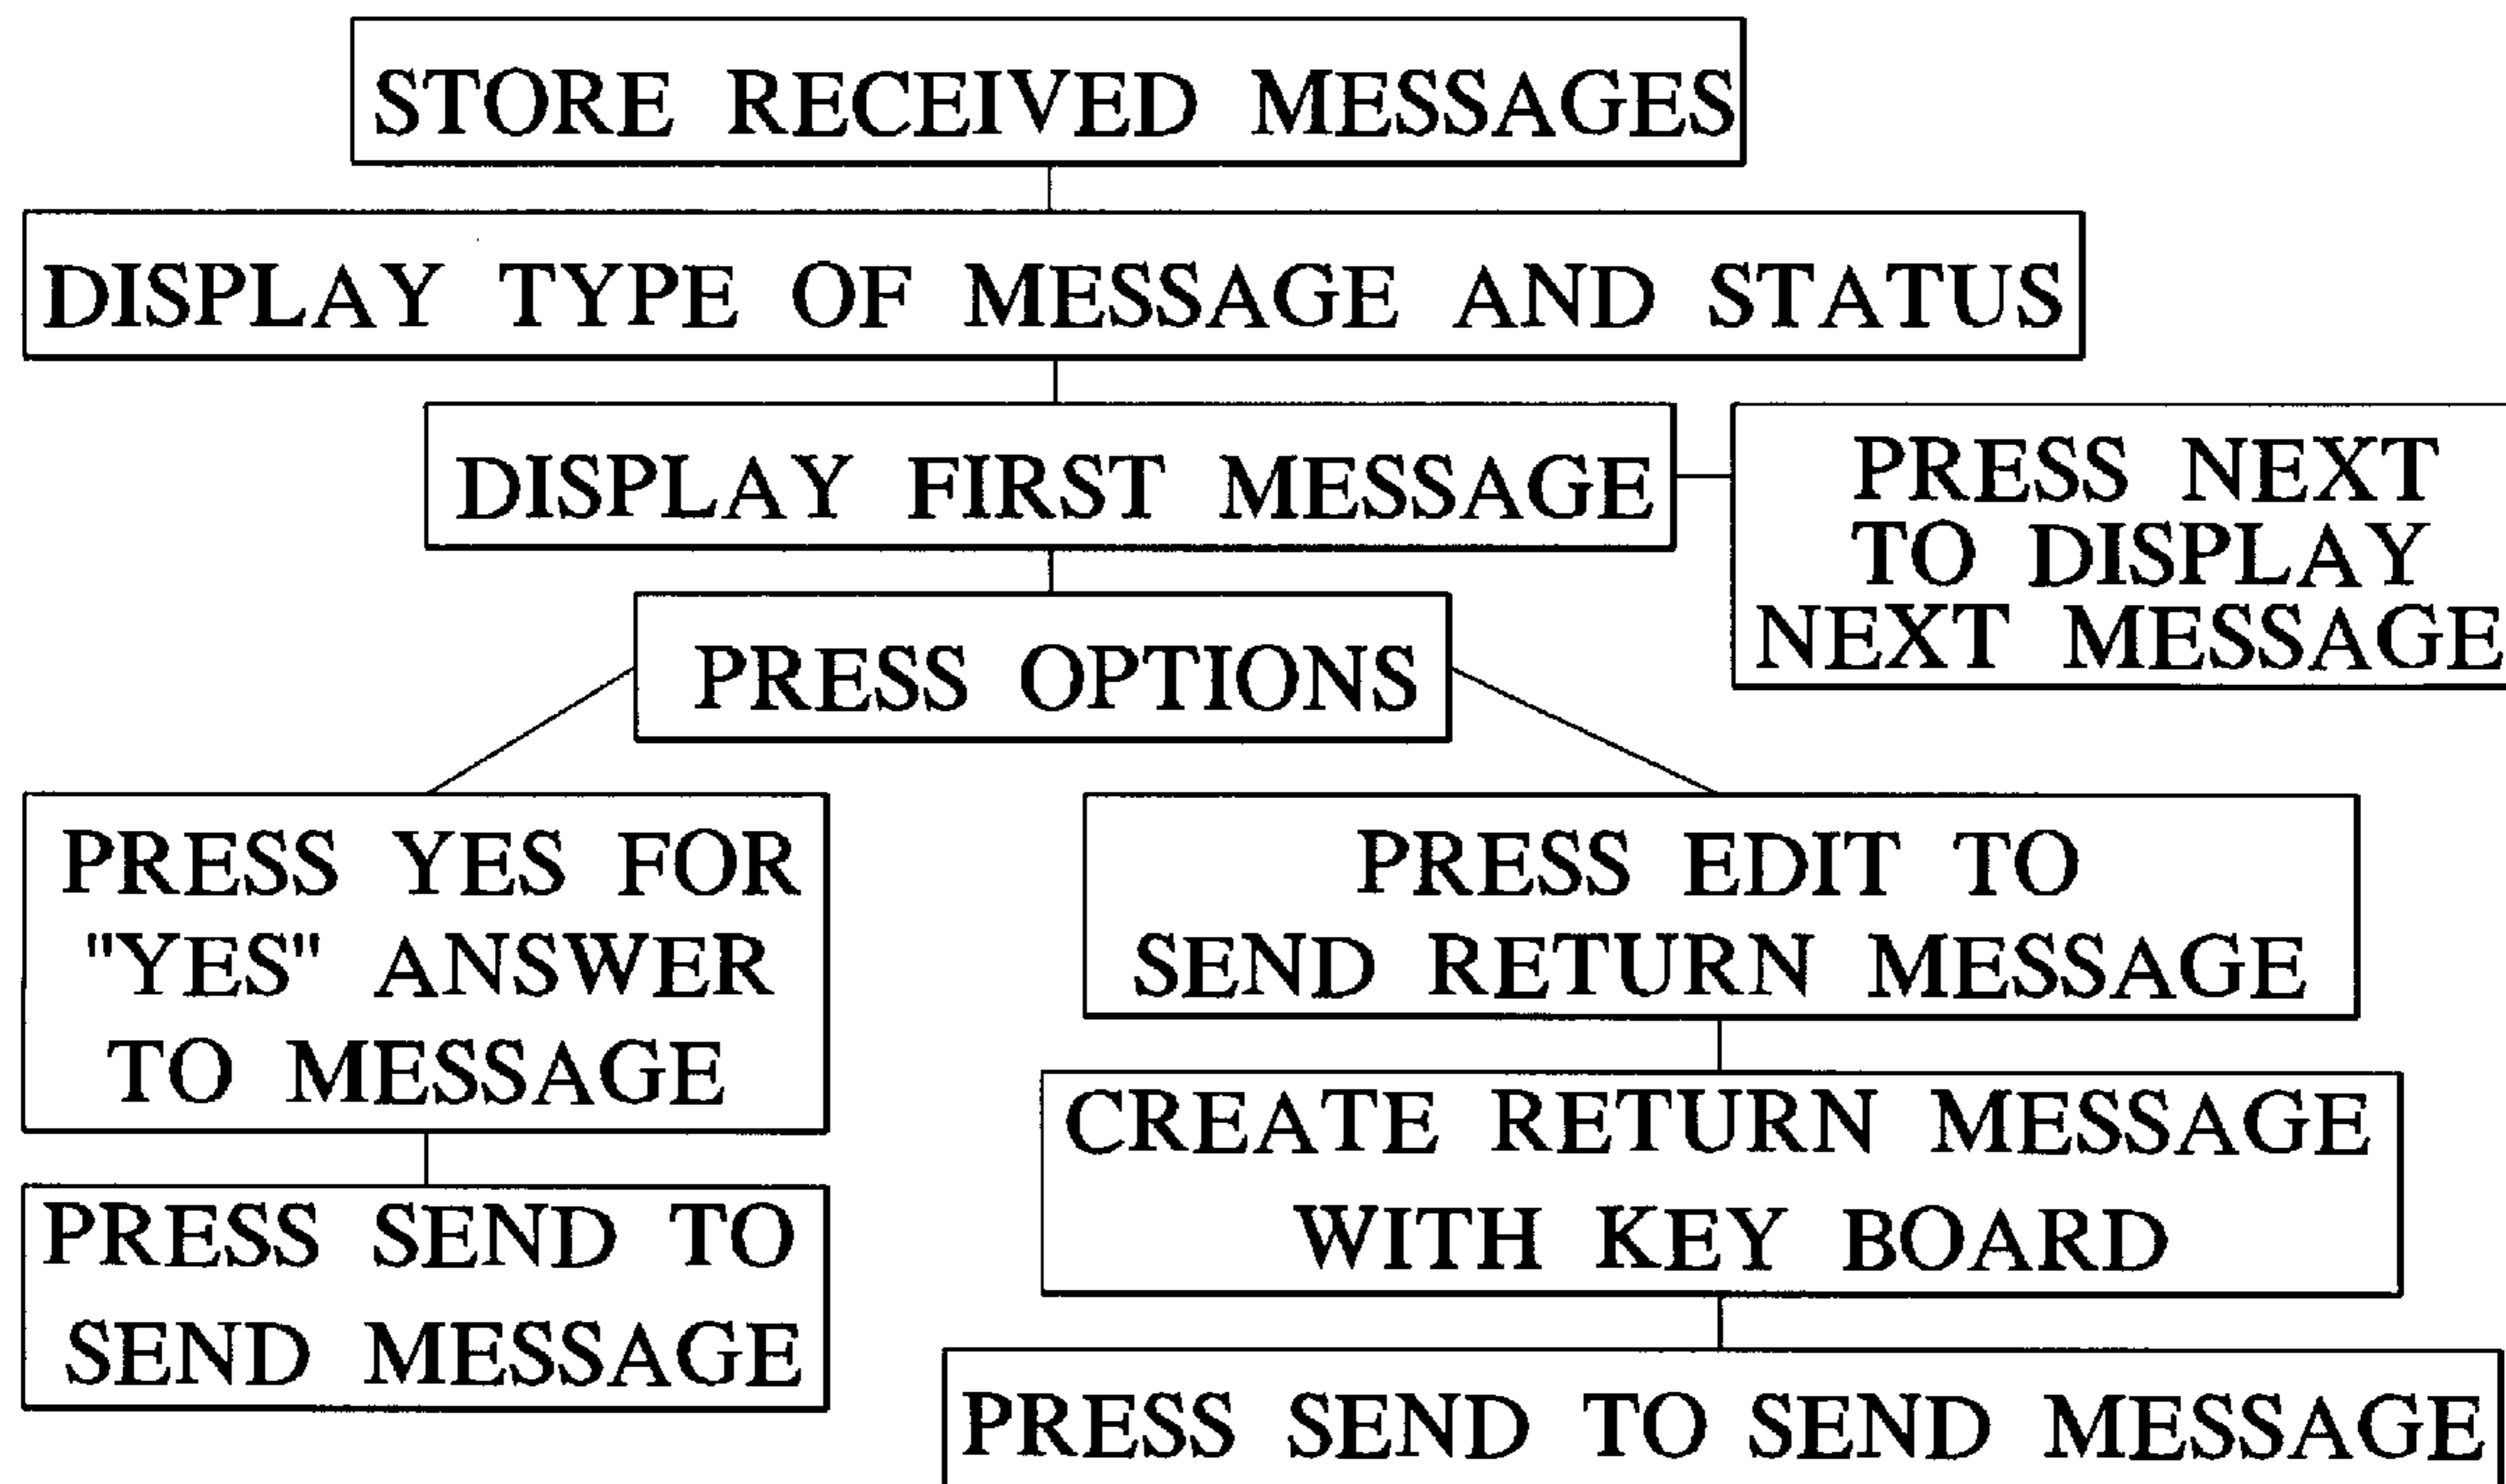 STORE RECEIVED MESSAGES
DISPLAY TYPE OF MESSAGE AND STATUS
DISPLAY FIRST MESSAGE
PRESS NEXT
TO DISPLAY
NEXT MESSAGE
PRESS OPTIONS
PRESS YES FOR
"YES" ANSWER
TO MESSAGE
PRESS SEND TO
SEND MESSAGE
PRESS EDIT TO
SEND RETURN MESSAGE
CREATE RETURN MESSAGE
WITH KEY BOARD
PRESS SEND TO SEND MESSAGE